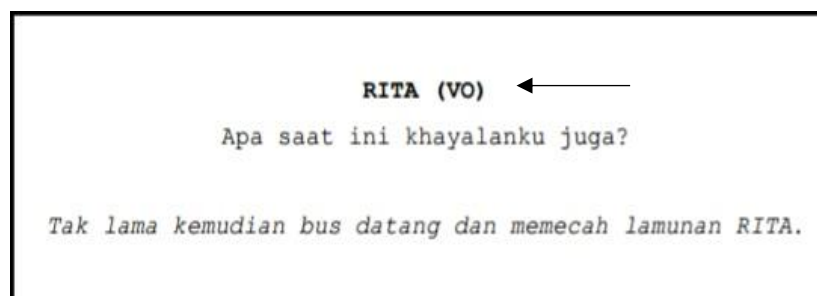 RITA (VO)
Apa saat ini khayalanku juga?
Tak lama kemudian bus datang dan memecah lamunan RITA.